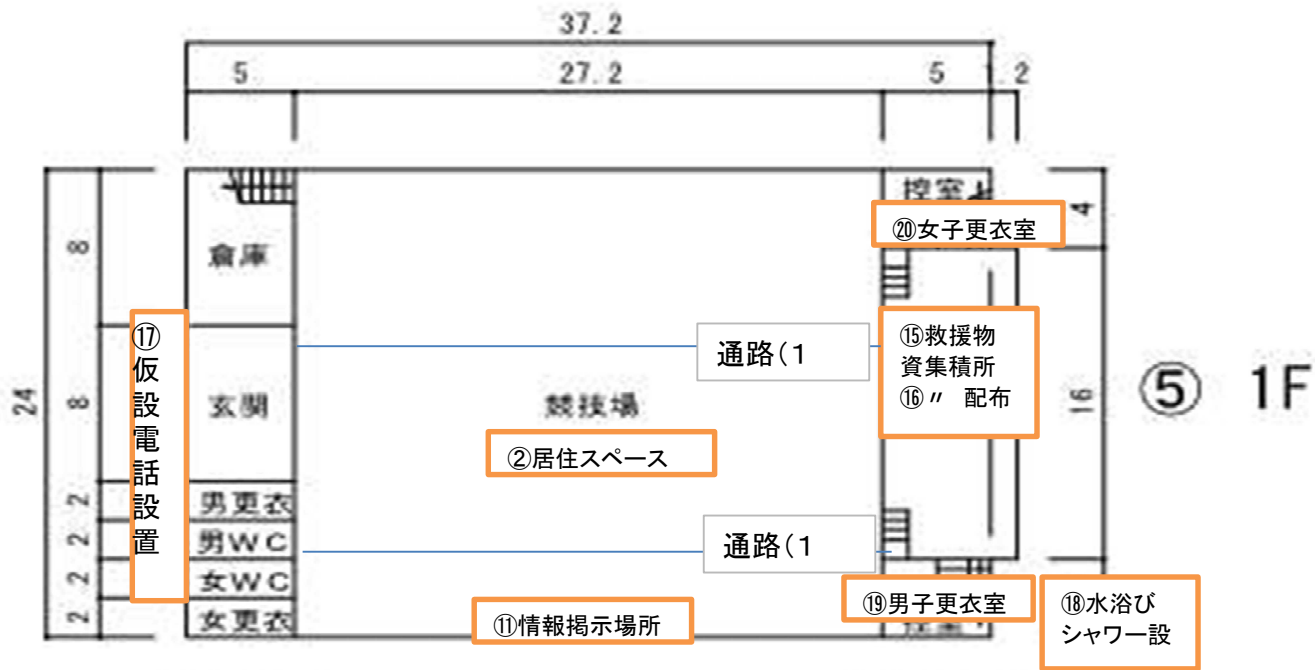 37.2
5
27.2
5
1.2
控室
4
⑳女子更衣室
8
倉庫
⑰
仮
設
電
話
設
置
通路(1
⑮救援物
資集積所
⑯〃 配布
24
8
玄関
競技場
16
⑤ 1F
②居住スペース
2
男更衣
2
男WC
通路(1
2
女WC
⑲男子更衣室
⑱水浴び
シャワー設
2
女更衣
⑪情報掲示場所